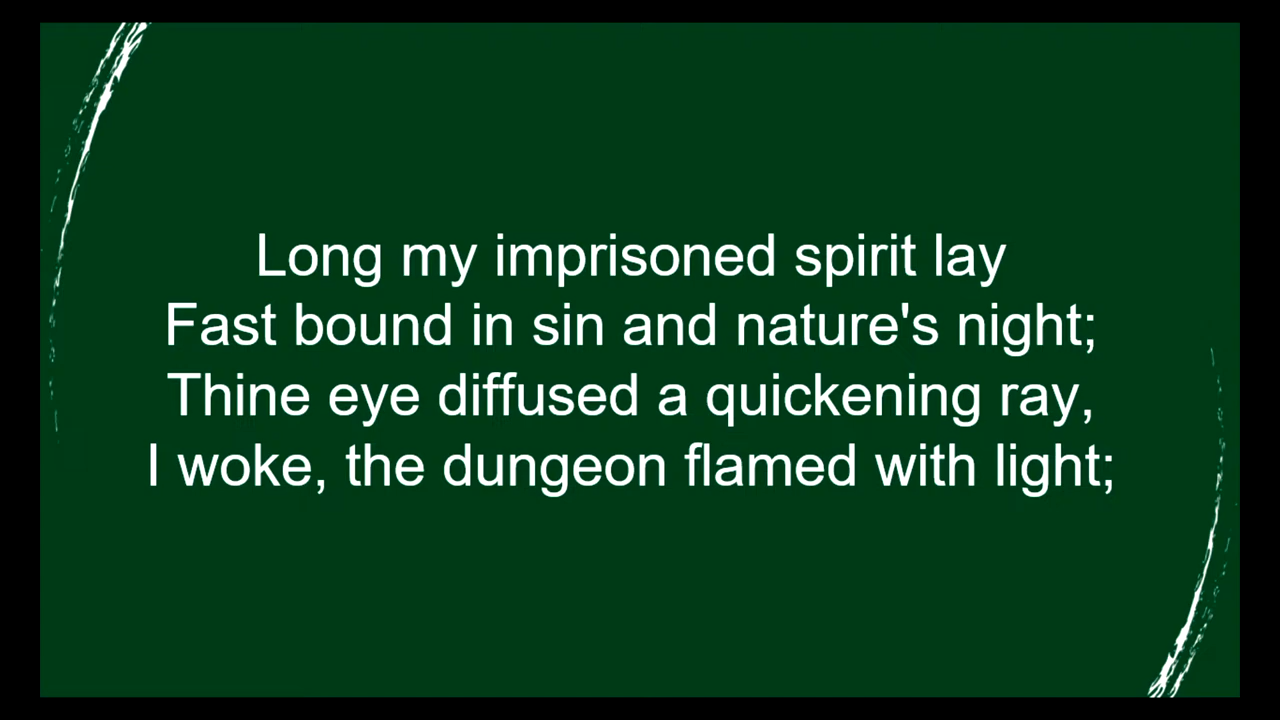 Long my imprisoned spirit lay
Fast bound in sin and nature's night;
Thine eye diffused a quickening ray,
I woke, the dungeon flamed with light;